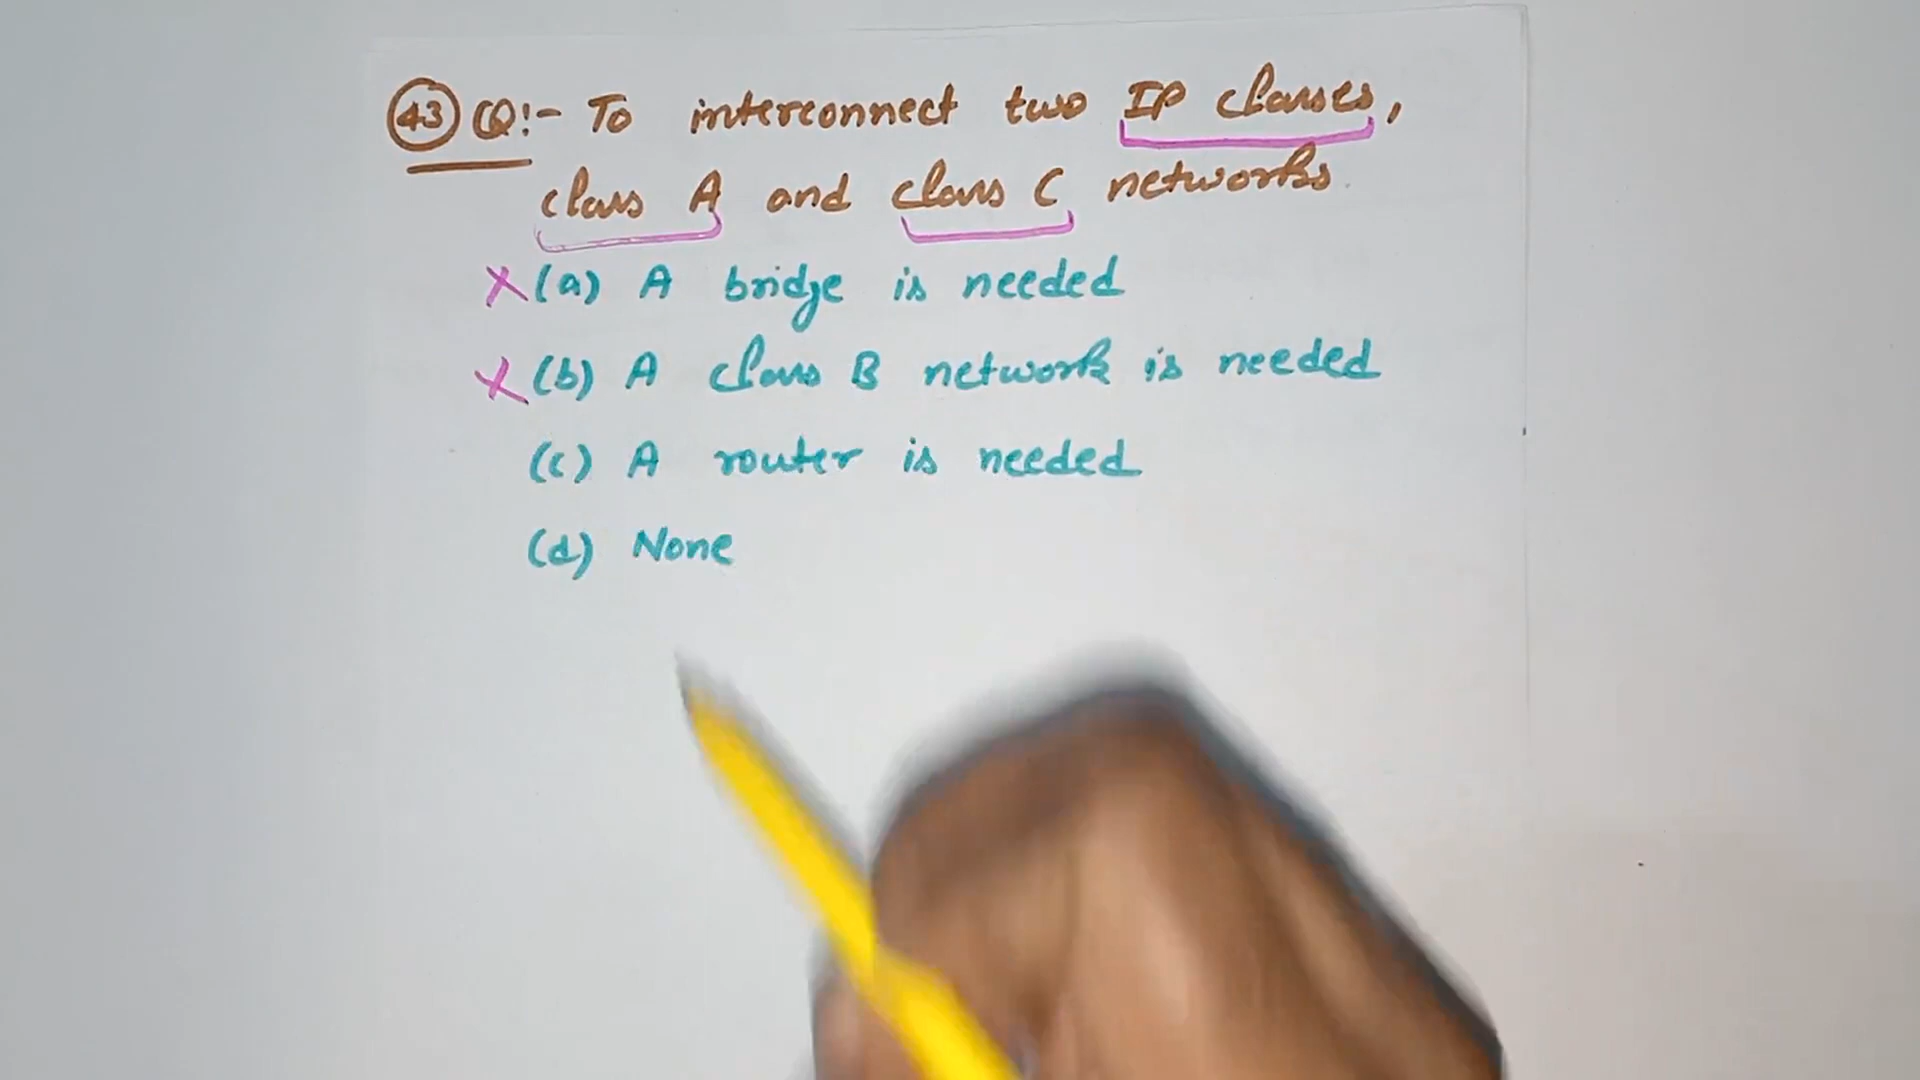 43 Q:- To interconnect two IP classes,
class A and class C networks.
X (a) A bridge is needed
X (b) A class B network is needed
(c) A router is needed
(d) None